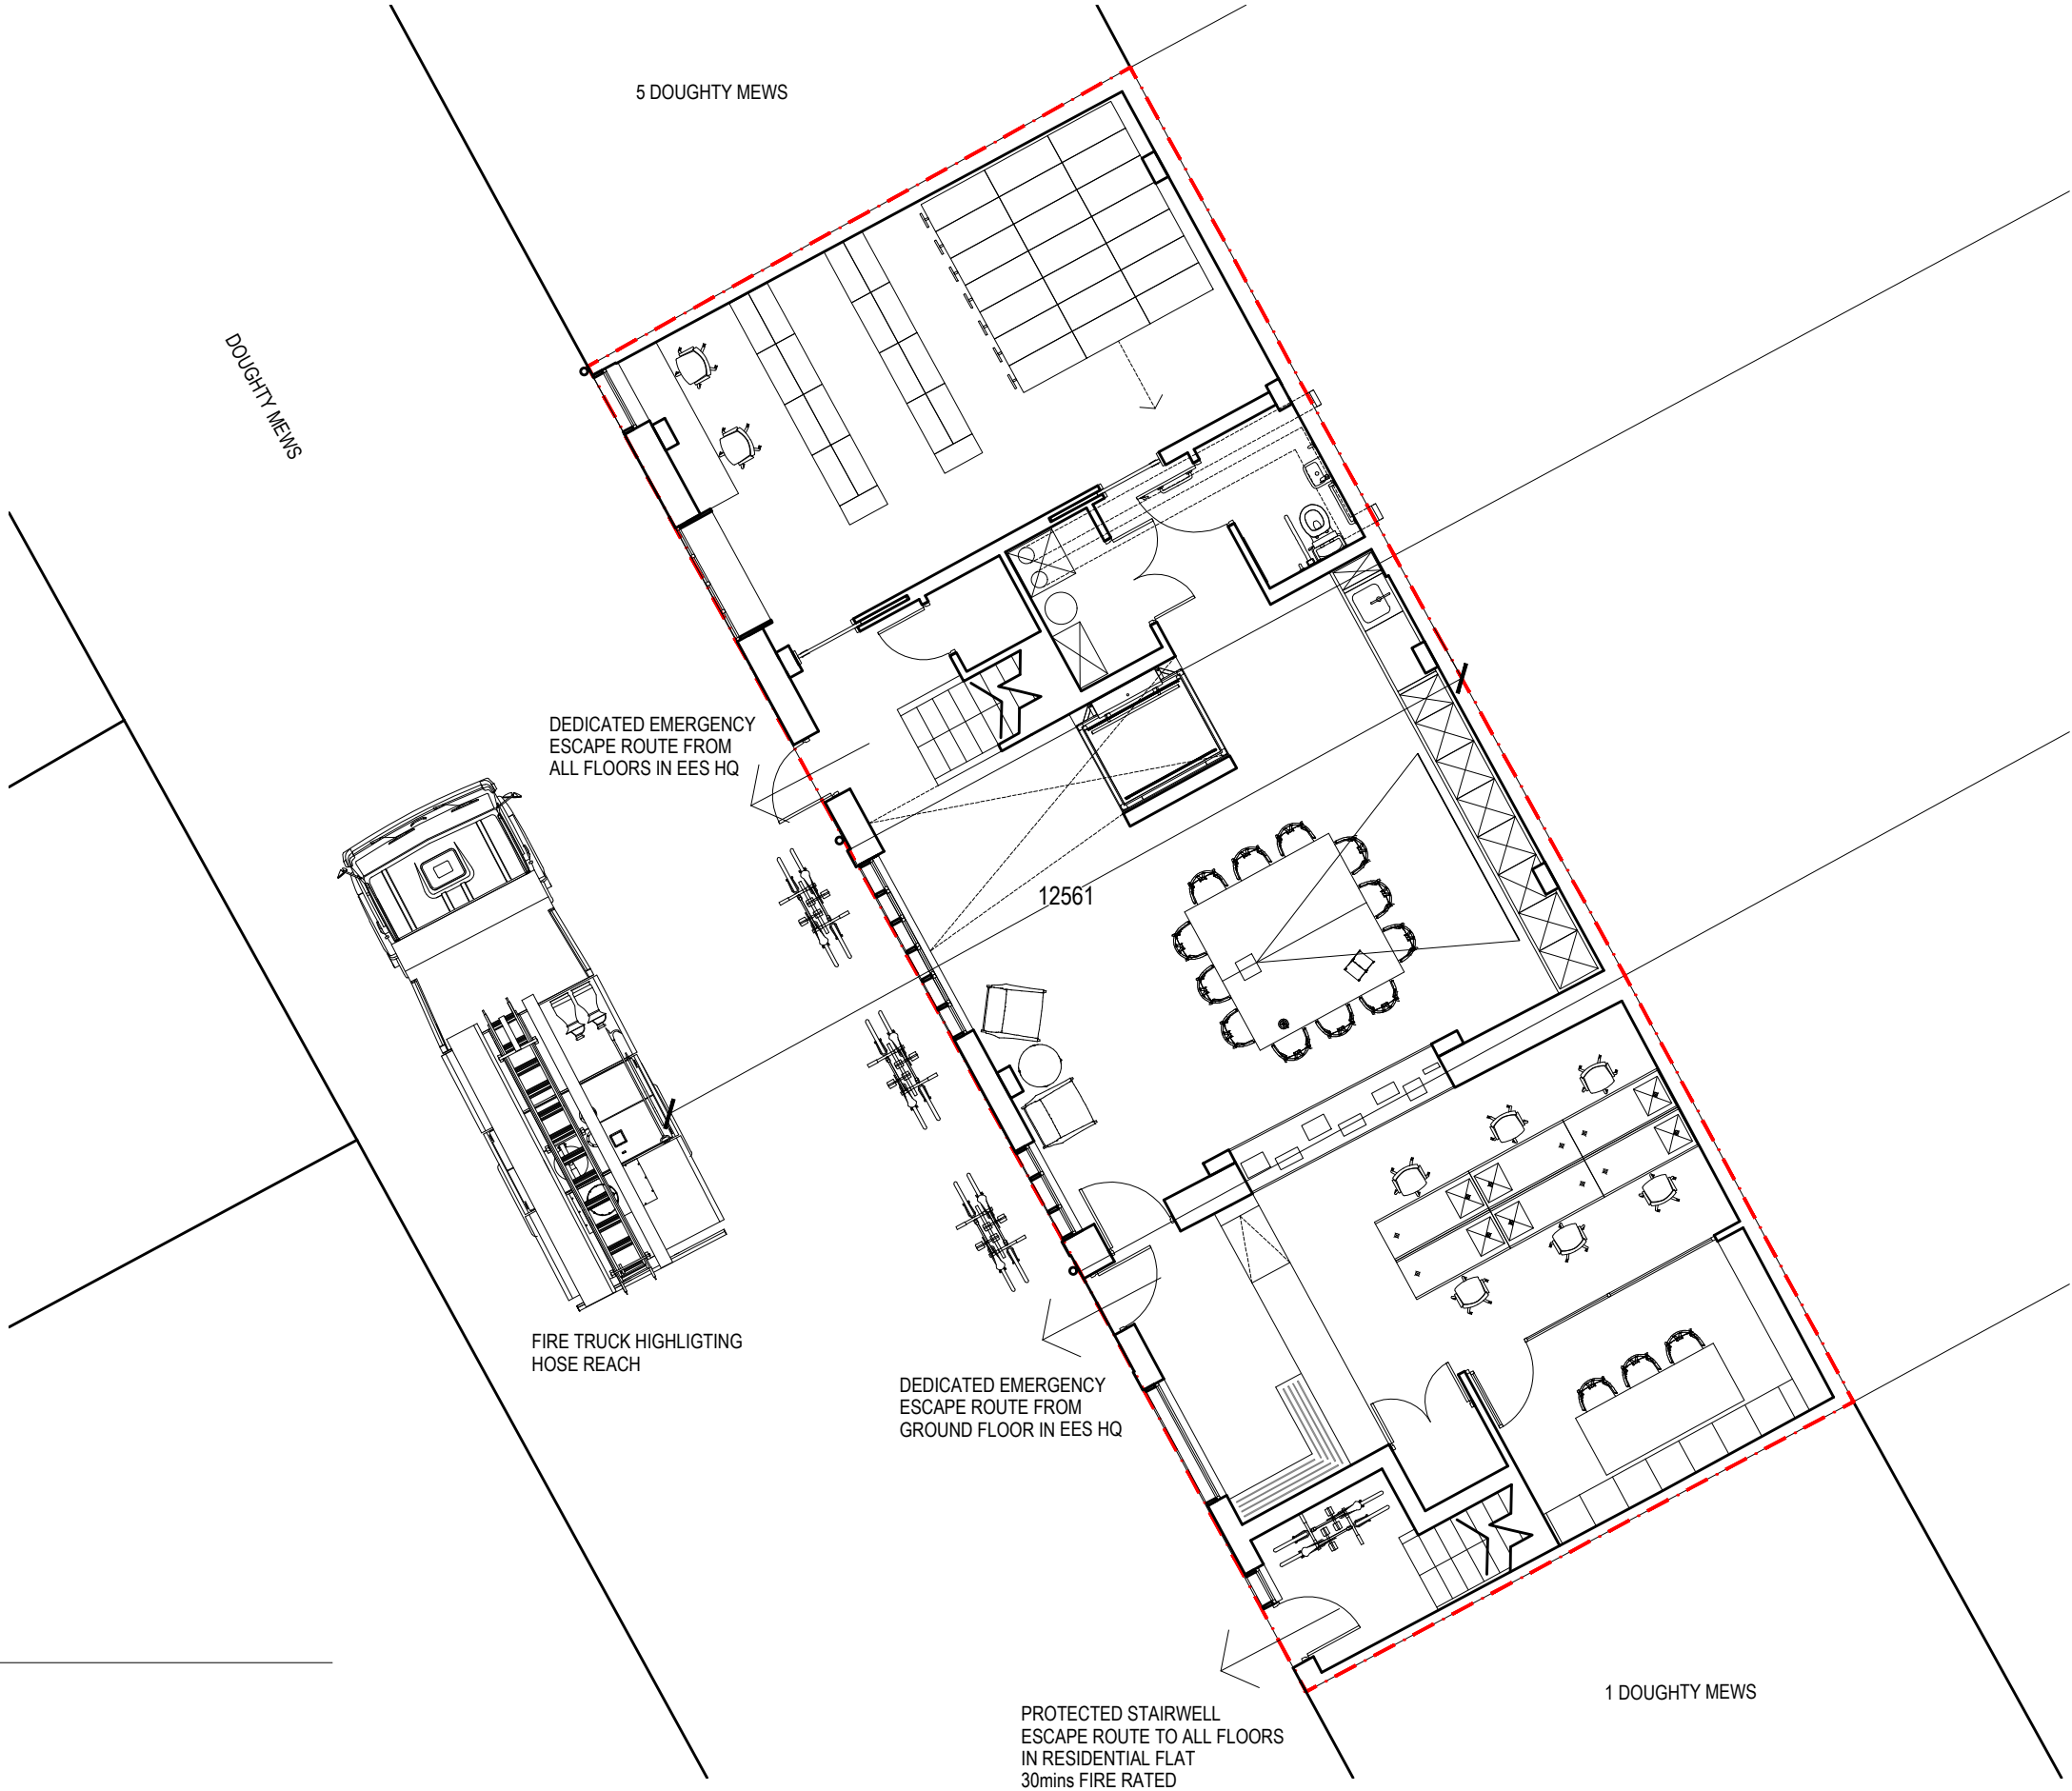 5 DOUGHTY MEWS
DOUGHTY MEWS
DEDICATED EMERGENCY
ESCAPE ROUTE FROM
ALL FLOORS IN EES HQ
12561
FIRE TRUCK HIGHLIGTING
HOSE REACH
DEDICATED EMERGENCY
ESCAPE ROUTE FROM
GROUND FLOOR IN EES HQ
1 DOUGHTY MEWS
PROTECTED STAIRWELL
ESCAPE ROUTE TO ALL FLOORS
IN RESIDENTIAL FLAT
30mins FIRE RATED